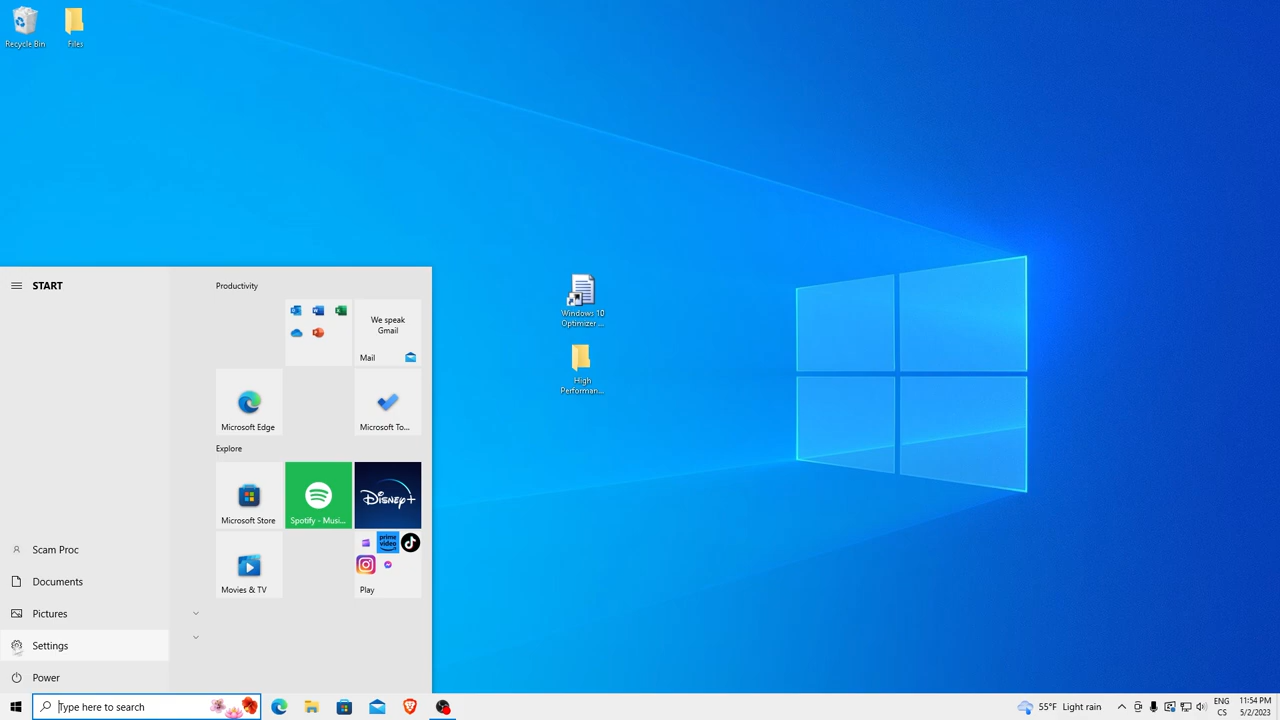 Recycle Bin
Files
START
Productivity
We speak
Gmail
Mail
Microsoft Edge
Microsoft To...
Explore
Microsoft Store
Spotify - Musi...
Disney+
prime
video
Movies & TV
Play
Scam Proc
Documents
Pictures
Settings
Power
Windows 10
Optimizer ...
High
Performan...
Type here to search
55°F Light rain
ENG
CS
11:54 PM
5/2/2023